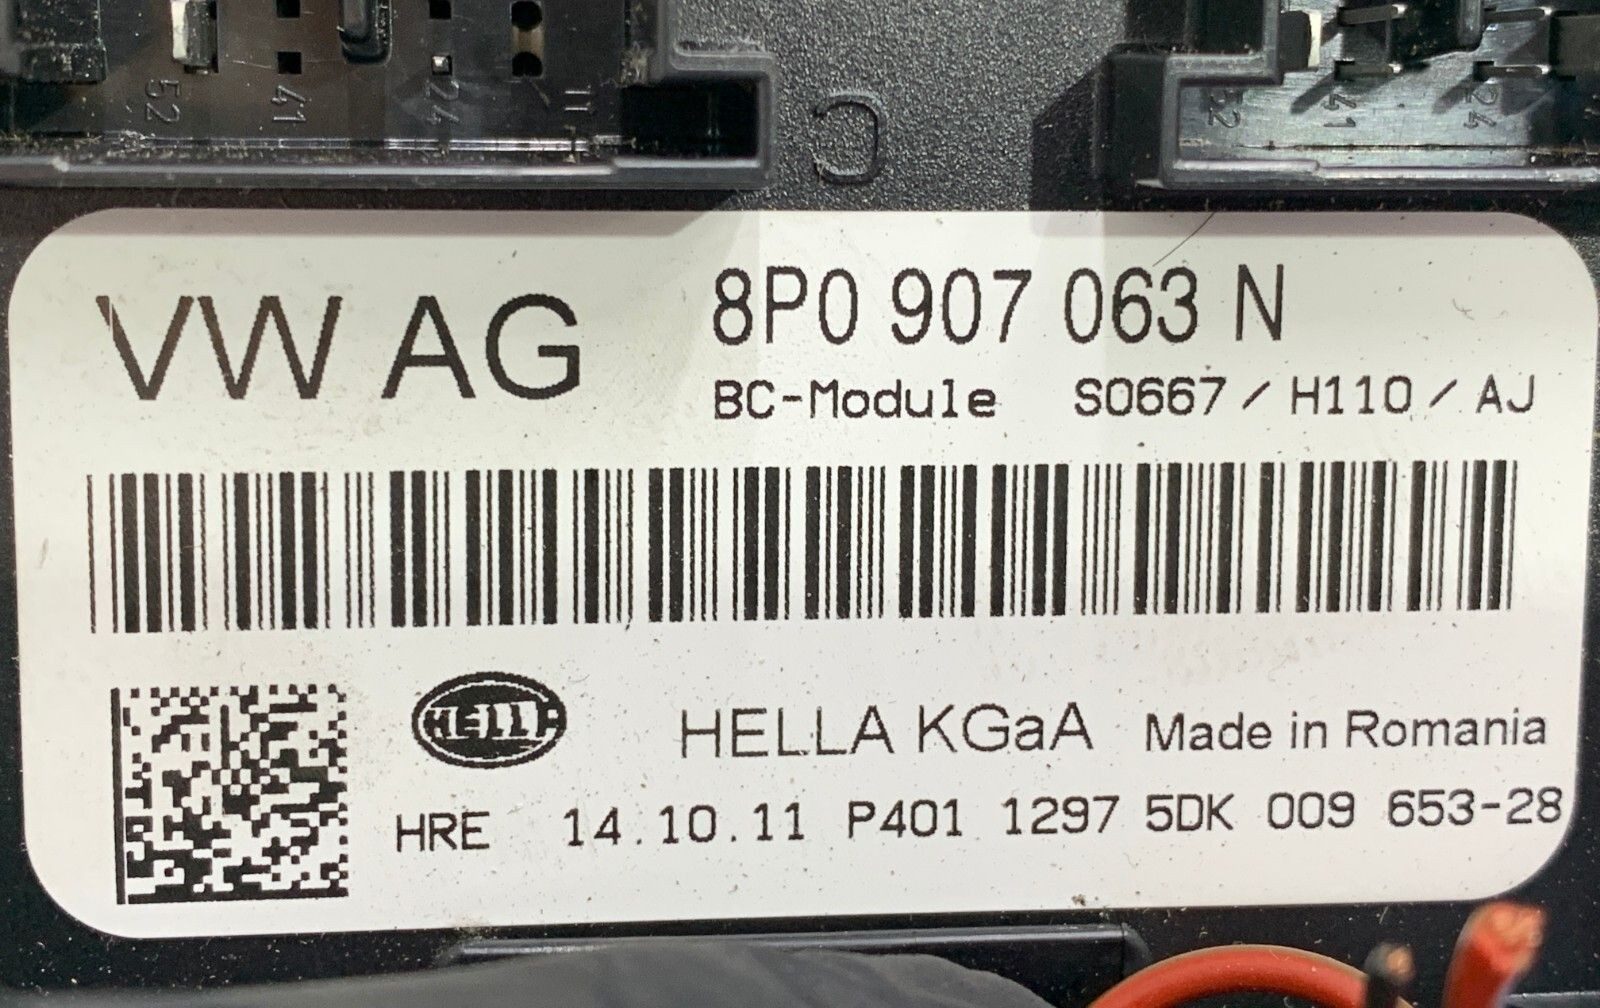 52 41 24 11
C
52 41 24
VW AG
8P0 907 063 N
BC-Module S0667 / H110 / AJ
HELLA
HELLA KGaA Made in Romania
HRE 14.10.11 P401 1297 5DK 009 653-28